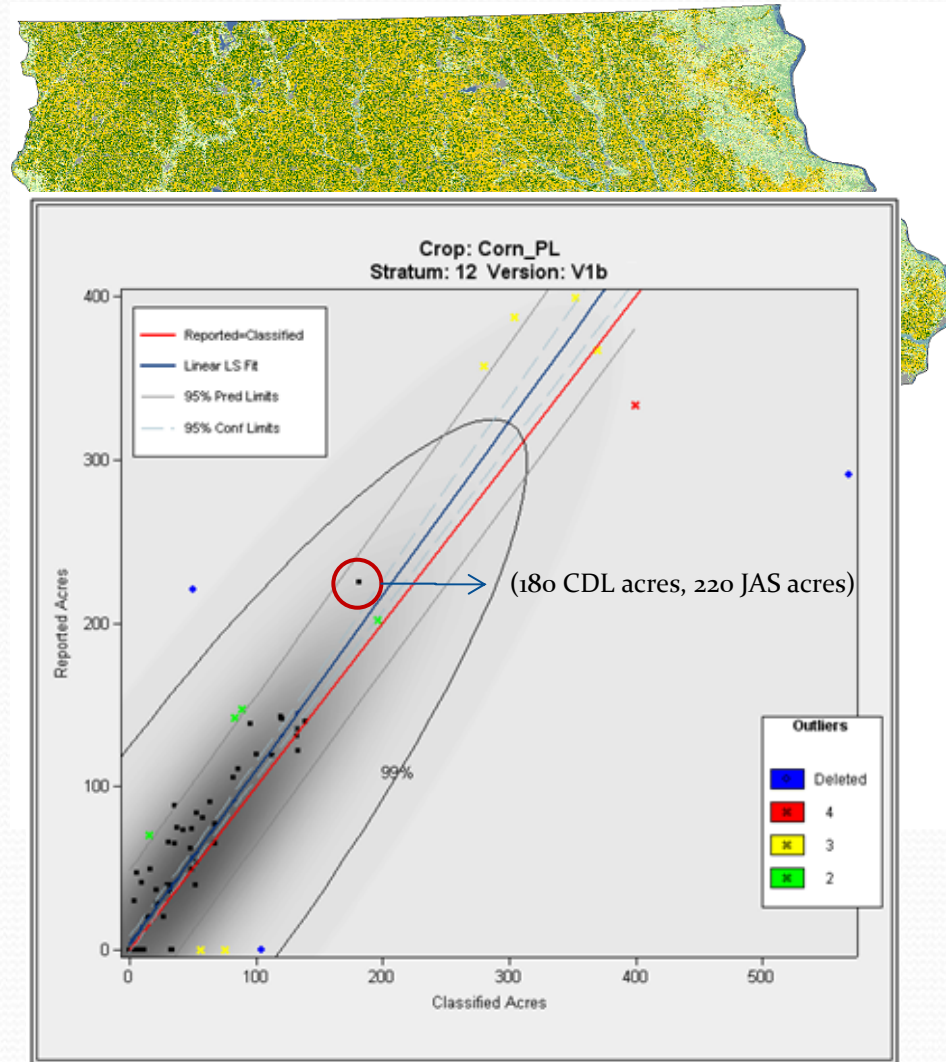 Crop: Corn_PL
Stratum: 12 Version: V1b
Reported=Classified
Linear LS Fit
95% Pred Limits
95% Conf Limits
400
300
200
100
0
Reported Acres
(180 CDL acres, 220 JAS acres)
99%
Outliers
Deleted
4
3
2
0
100
200
300
400
500
Classified Acres